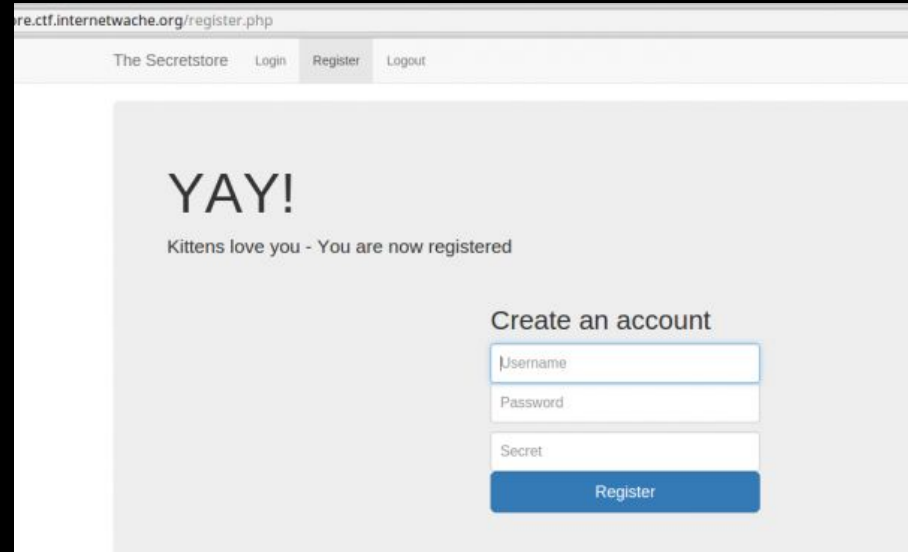 re.ctf.internetwache.org/register.php
The Secretstore Login Register Logout
YAY!
Kittens love you - You are now registered
Create an account
Username
Password
Secret
Register